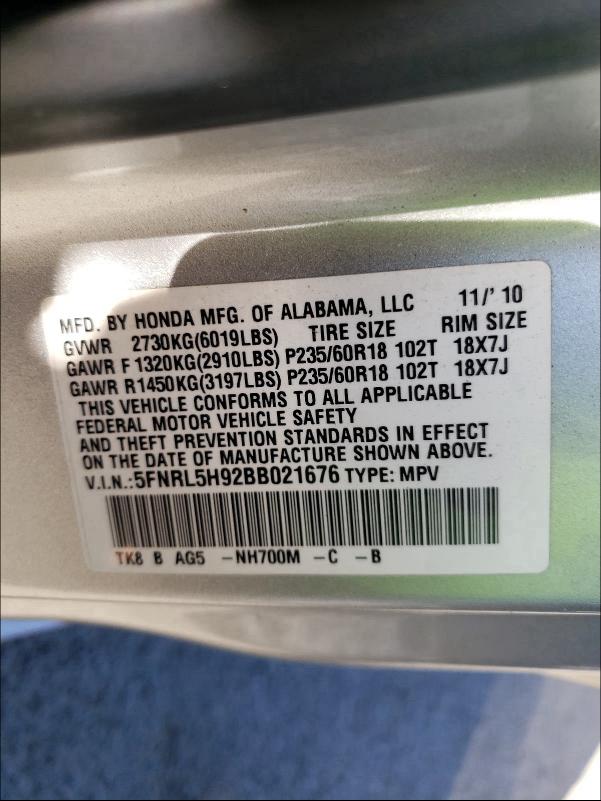 MFD. BY HONDA MFG. OF ALABAMA, LLC 11/' 10
GVWR 2730KG(6019LBS) TIRE SIZE RIM SIZE
GAWR F 1320KG(2910LBS) P235/60R18 102T 18X7J
GAWR R1450KG(3197LBS) P235/60R18 102T 18X7J
THIS VEHICLE CONFORMS TO ALL APPLICABLE
FEDERAL MOTOR VEHICLE SAFETY
AND THEFT PREVENTION STANDARDS IN EFFECT
ON THE DATE OF MANUFACTURE SHOWN ABOVE.
V.I.N.:5FNRL5H92BB021676 TYPE: MPV
TK8 B AG5 -NH700M -C -B